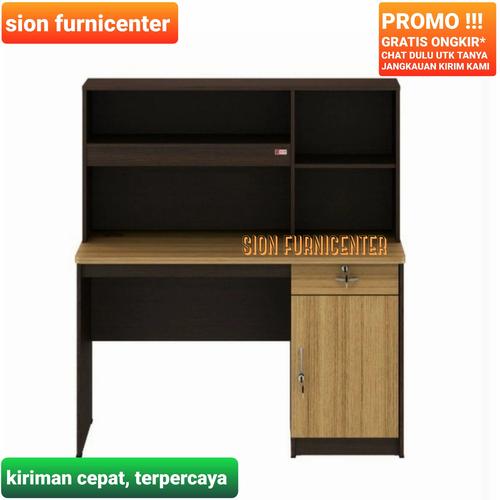 sion furnicenter
PROMO !!!
GRATIS ONGKIR*
CHAT DULU UTK TANYA
JANGKAUAN KIRIM KAMI
SION FURNICENTER
kiriman cepat, terpercaya